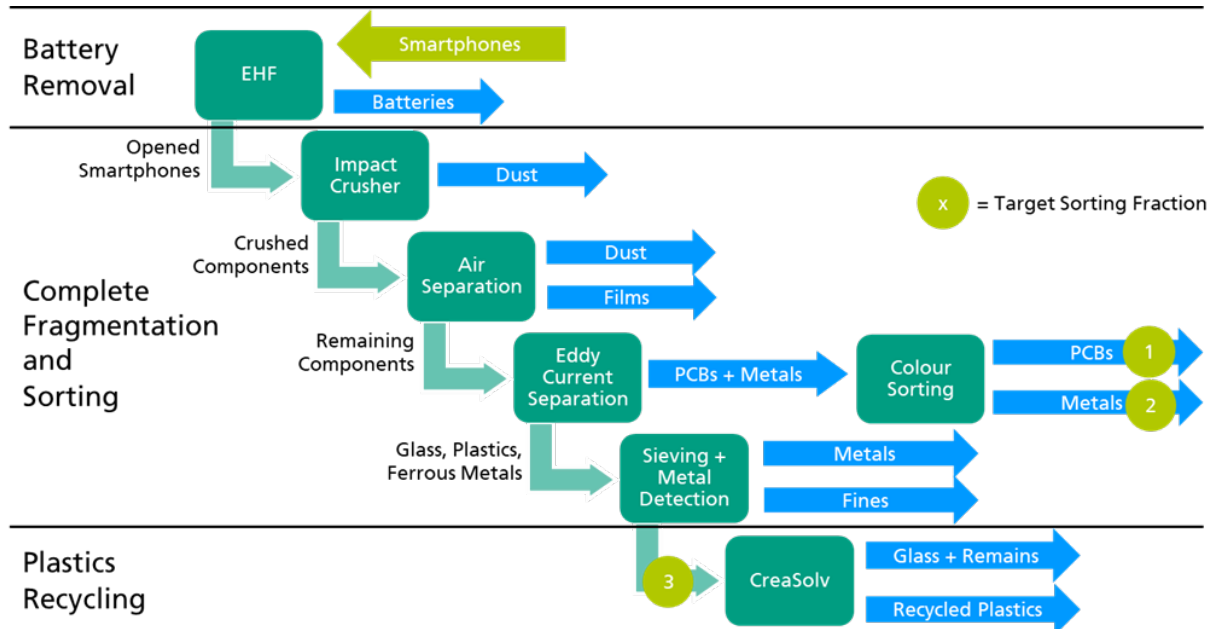 Battery
Removal
EHF
Smartphones
Batteries
Opened
Smartphones
Impact
Crusher
Dust
x
= Target Sorting Fraction
Crushed
Components
Air
Separation
Dust
Films
Complete
Fragmentation
and
Sorting
Remaining
Components
Eddy
Current
Separation
PCBs + Metals
Colour
Sorting
PCBs
1
Metals
2
Glass, Plastics,
Ferrous Metals
Sieving +
Metal
Detection
Metals
Fines
Plastics
Recycling
3
CreaSolv
Glass + Remains
Recycled Plastics